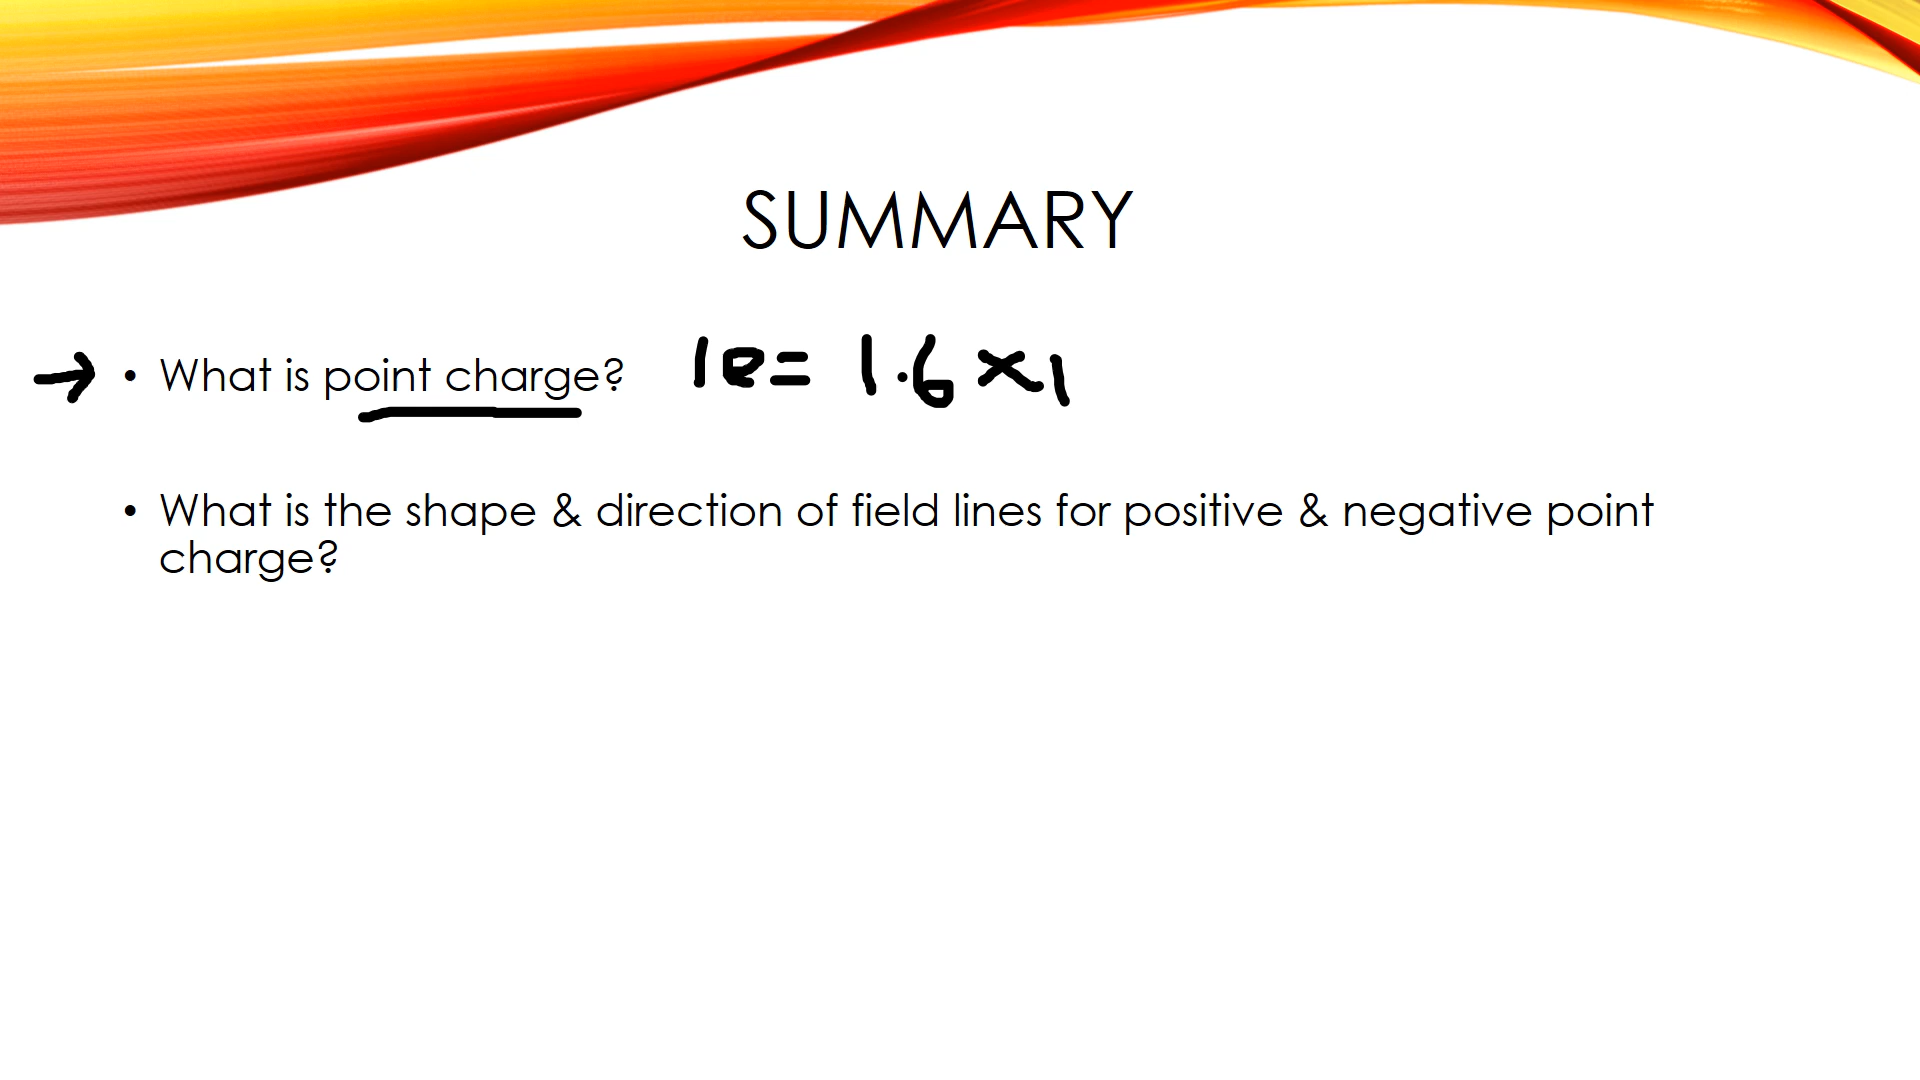 SUMMARY
→ • What is point charge? 1e= 1.6 ×1
• What is the shape & direction of field lines for positive & negative point
charge?